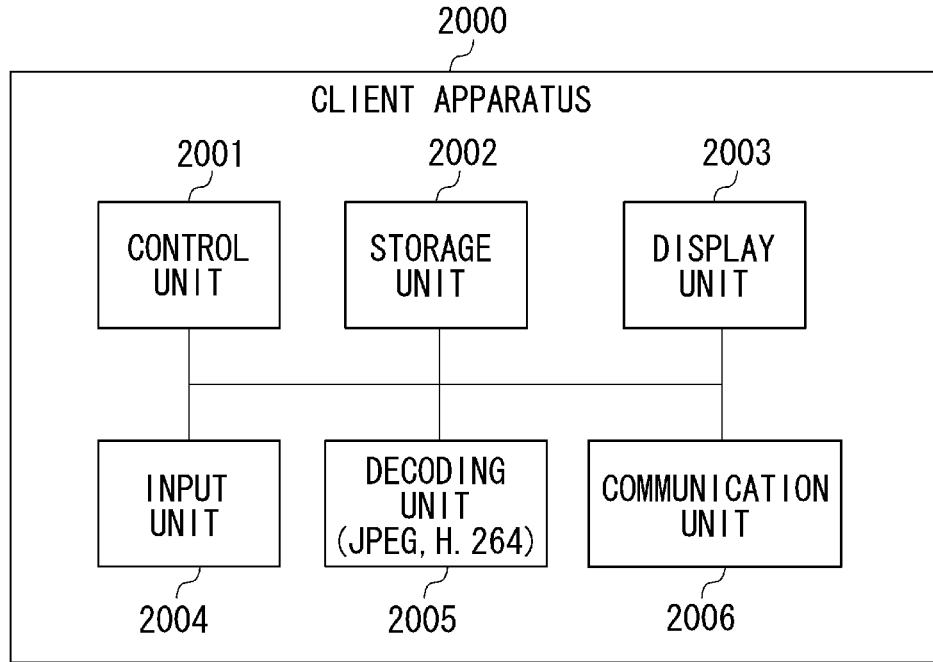 2000
CLIENT APPARATUS
2001
2002
2003
CONTROL
UNIT
STORAGE
UNIT
DISPLAY
UNIT
INPUT
UNIT
DECODING
UNIT
(JPEG, H. 264)
COMMUNICATION
UNIT
2004
2005
2006